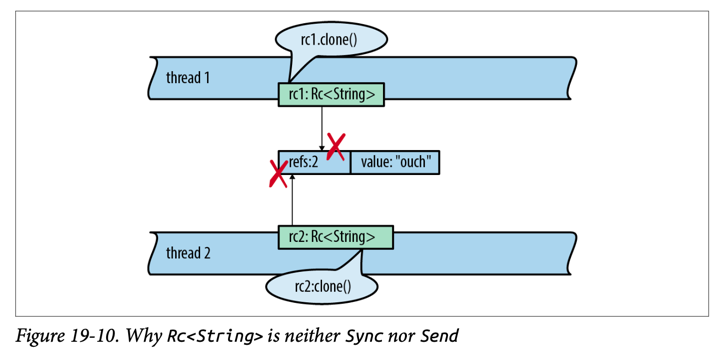 rc1.clone()
thread 1
rc1: Rc<String>
refs:2
value: "ouch"
rc2: Rc<String>
thread 2
rc2:clone()
Figure 19-10. Why Rc<String> is neither Sync nor Send